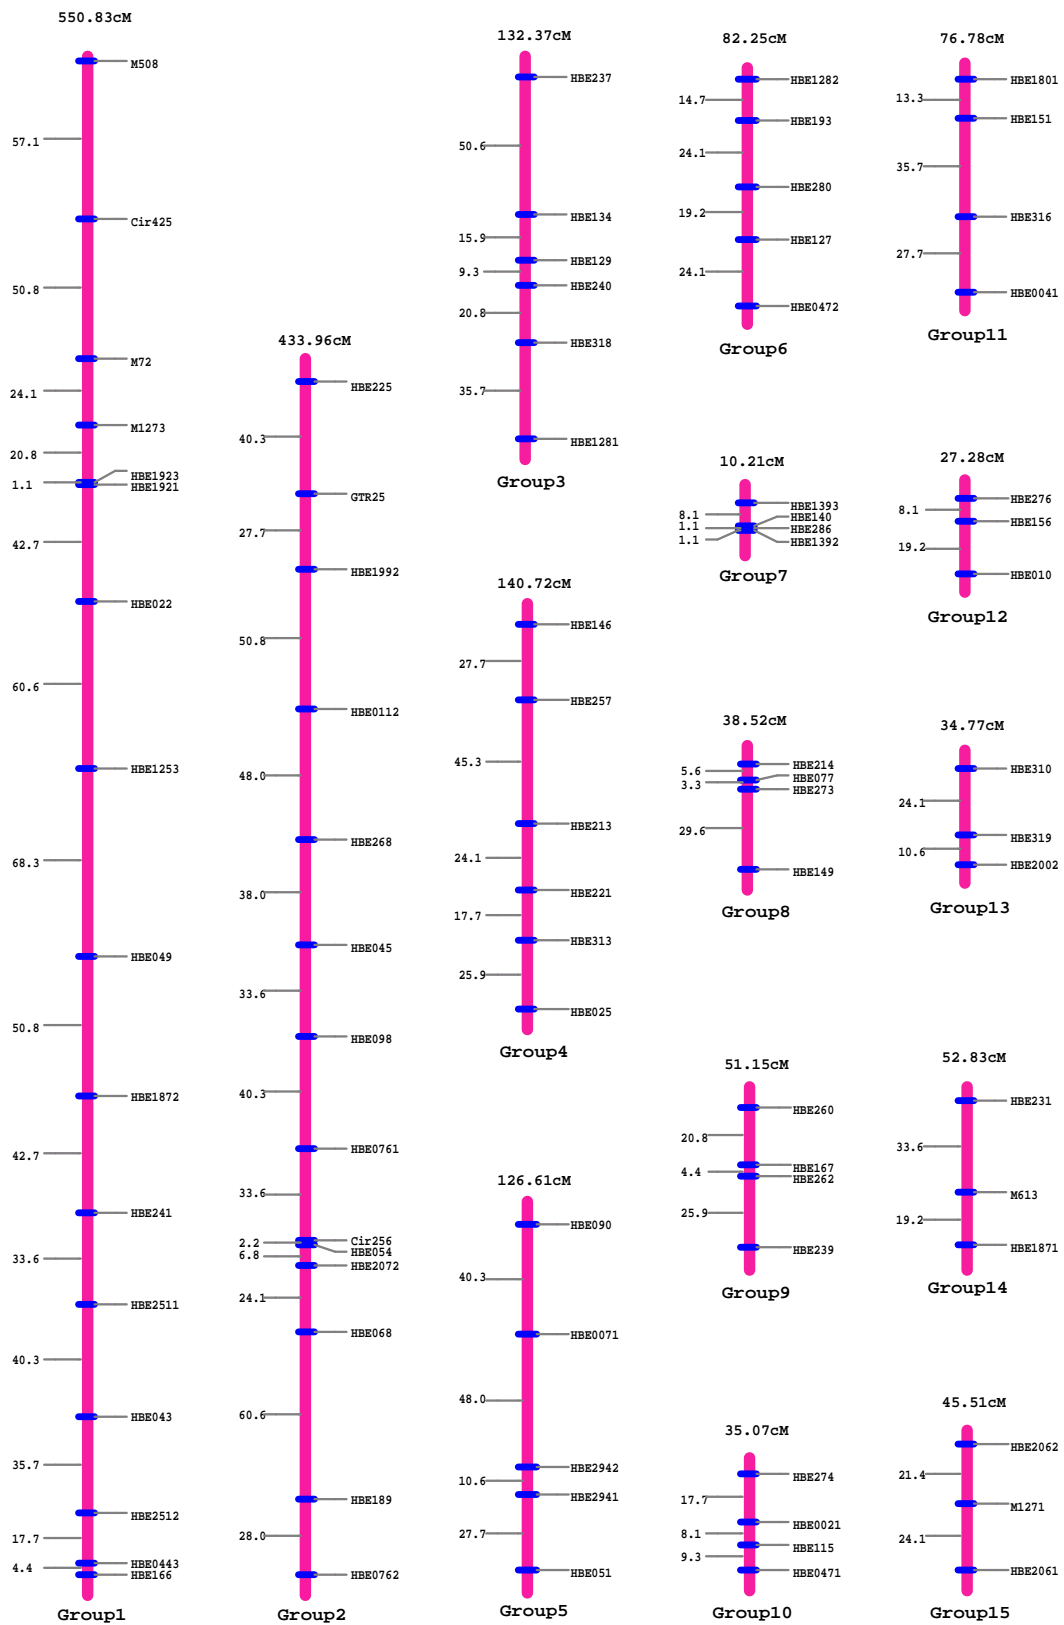 550.83cM
M508
57.1
Cir425
50.8
M72
24.1
M1273
20.8
HBE1923
1.1
HBE1921
42.7
HBE022
60.6
HBE1253
68.3
HBE049
50.8
HBE1872
42.7
HBE241
33.6
HBE2511
40.3
HBE043
35.7
HBE2512
17.7
HBE0443
4.4
HBE166
Group1
433.96cM
HBE225
40.3
GTR25
27.7
HBE1992
50.8
HBE0112
48.0
HBE268
38.0
HBE045
33.6
HBE098
40.3
HBE0761
33.6
Cir256
2.2
HBE054
6.8
HBE2072
24.1
HBE068
60.6
HBE189
28.0
HBE0762
Group2
132.37cM
HBE237
50.6
HBE134
15.9
HBE129
9.3
HBE240
20.8
HBE318
35.7
HBE1281
Group3
140.72cM
HBE146
27.7
HBE257
45.3
HBE213
24.1
HBE221
17.7
HBE313
25.9
HBE025
Group4
126.61cM
HBE090
40.3
HBE0071
48.0
HBE2942
10.6
HBE2941
27.7
HBE051
Group5
82.25cM
HBE1282
14.7
HBE193
24.1
HBE280
19.2
HBE127
24.1
HBE0472
Group6
10.21cM
HBE1393
8.1
HBE140
1.1
HBE286
1.1
HBE1392
Group7
38.52cM
HBE214
5.6
HBE077
3.3
HBE273
29.6
HBE149
Group8
51.15cM
HBE260
20.8
HBE167
4.4
HBE262
25.9
HBE239
Group9
35.07cM
HBE274
17.7
HBE0021
8.1
HBE115
9.3
HBE0471
Group10
76.78cM
HBE1801
13.3
HBE151
35.7
HBE316
27.7
HBE0041
Group11
27.28cM
HBE276
8.1
HBE156
19.2
HBE010
Group12
34.77cM
HBE310
24.1
HBE319
10.6
HBE2002
Group13
52.83cM
HBE231
33.6
M613
19.2
HBE1871
Group14
45.51cM
HBE2062
21.4
M1271
24.1
HBE2061
Group15